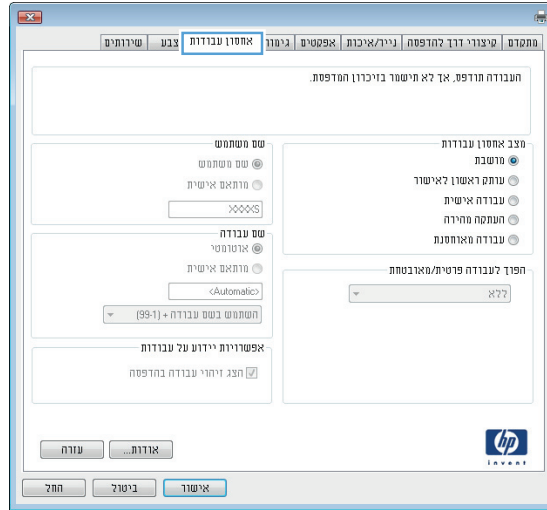 מתקדם
קיצורי דרך להדפסה
נייר/איכות
אפקטים
גימור
אחסון עבודות
צבע
שירותים
העבודה תודפס, אך לא תישמר בזיכרון המדפסת.
מצב אחסון עבודות
מושבת
עותק ראשון לאישור
עבודה אישית
העתקה מהירה
עבודה מאוחסנת
הפוך לעבודה פרטית/מאובטחת
ללא
שם משתמש
שם משתמש
מותאם אישית
XXXXS
שם עבודה
אוטומטי
מותאם אישית
<Automatic>
השתמש בשם עבודה + (99-1)
אפשרויות יידוע על עבודות
הצג זיהוי עבודה בהדפסה
hp
invent
אודות...
עזרה
אישור
ביטול
החל